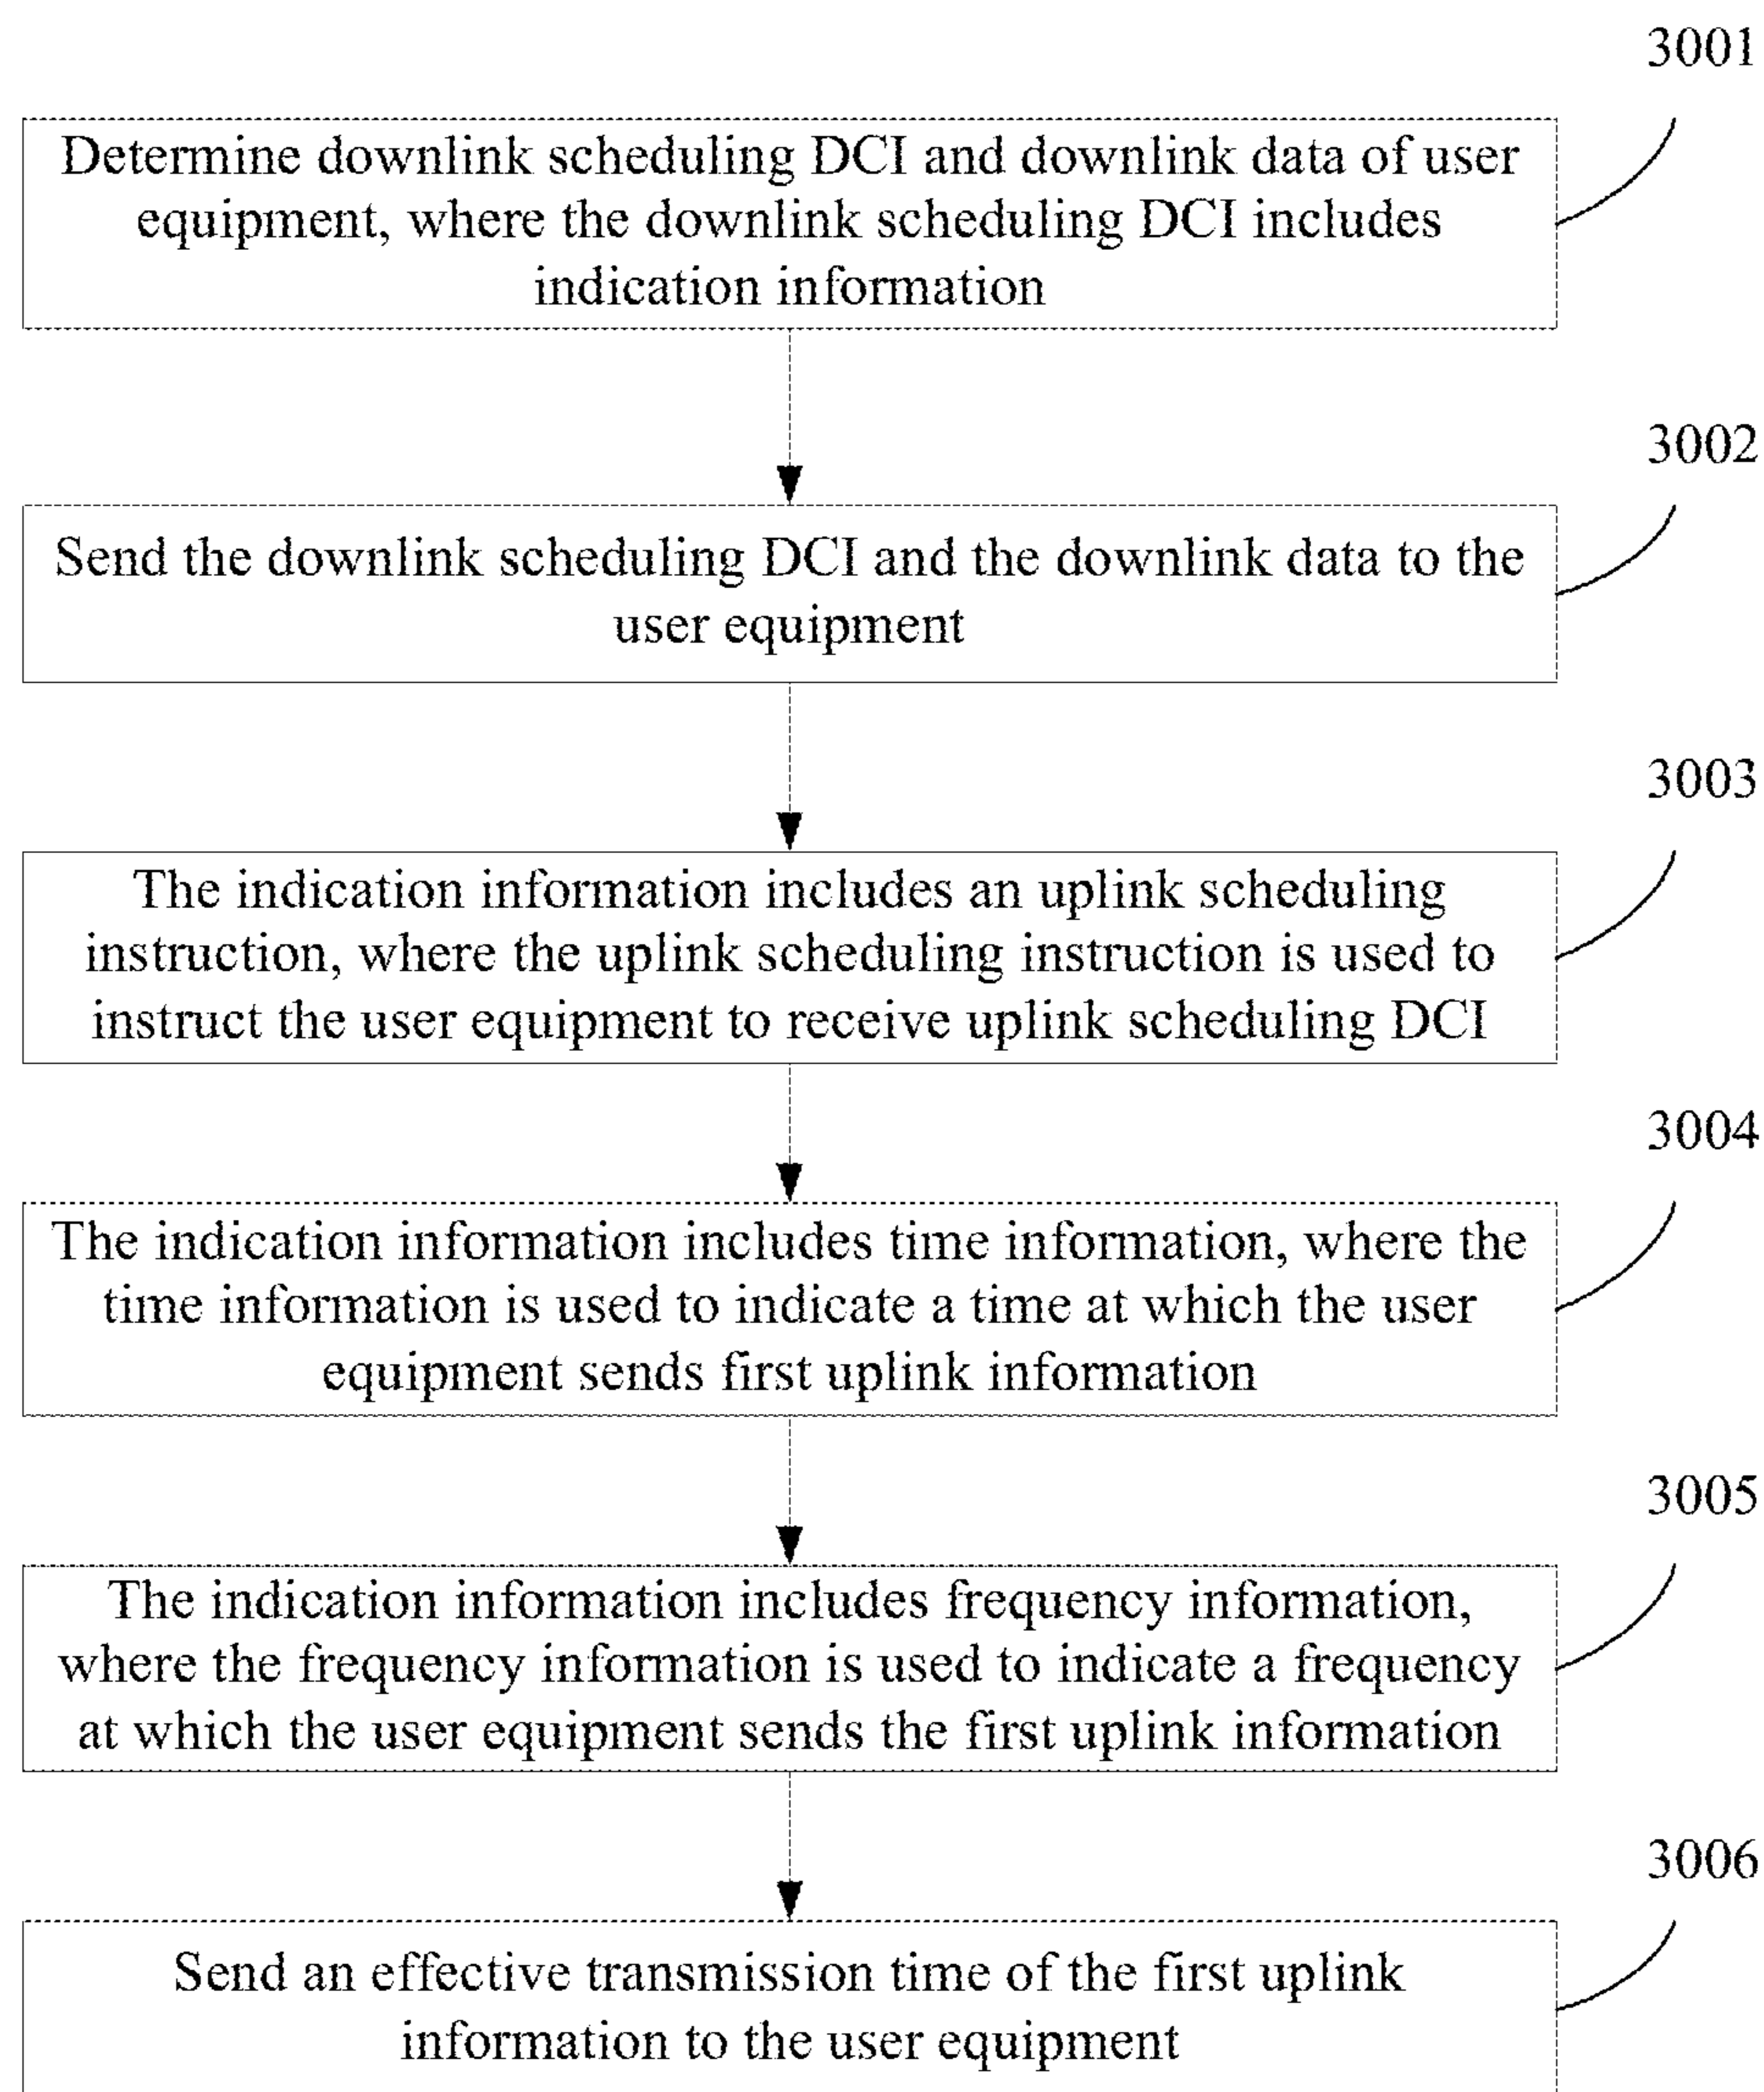 3001
Determine downlink scheduling DCI and downlink data of user
equipment, where the downlink scheduling DCI includes
indication information
3002
Send the downlink scheduling DCI and the downlink data to the
user equipment
3003
The indication information includes an uplink scheduling
instruction, where the uplink scheduling instruction is used to
instruct the user equipment to receive uplink scheduling DCI
3004
The indication information includes time information, where the
time information is used to indicate a time at which the user
equipment sends first uplink information
3005
The indication information includes frequency information,
where the frequency information is used to indicate a frequency
at which the user equipment sends the first uplink information
3006
Send an effective transmission time of the first uplink
information to the user equipment